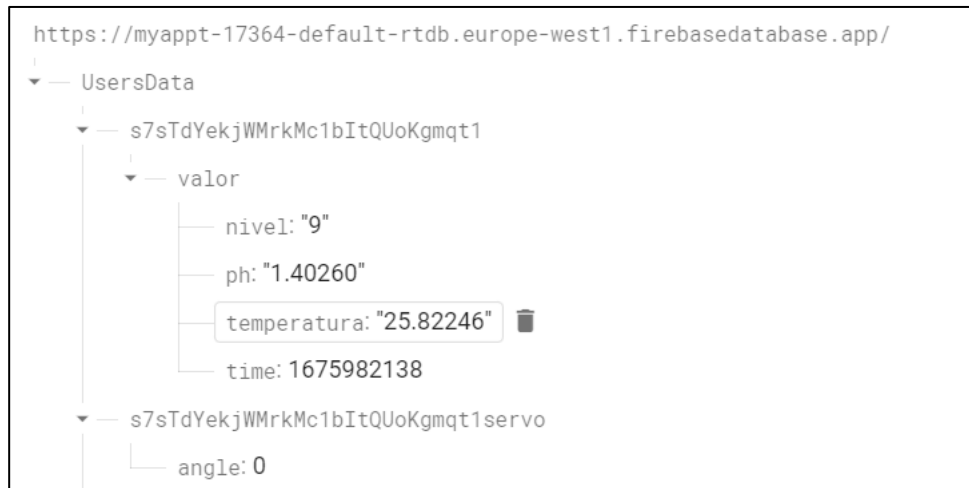 https://myappt-17364-default-rtdb.europe-west1.firebasedatabase.app/
UsersData
s7sTdYekjWMrkMc1bItQUoKgmqt1
valor
nivel: "9"
ph: "1.40260"
temperatura: "25.82246"
time: 1675982138
s7sTdYekjWMrkMc1bItQUoKgmqt1servo
angle: 0